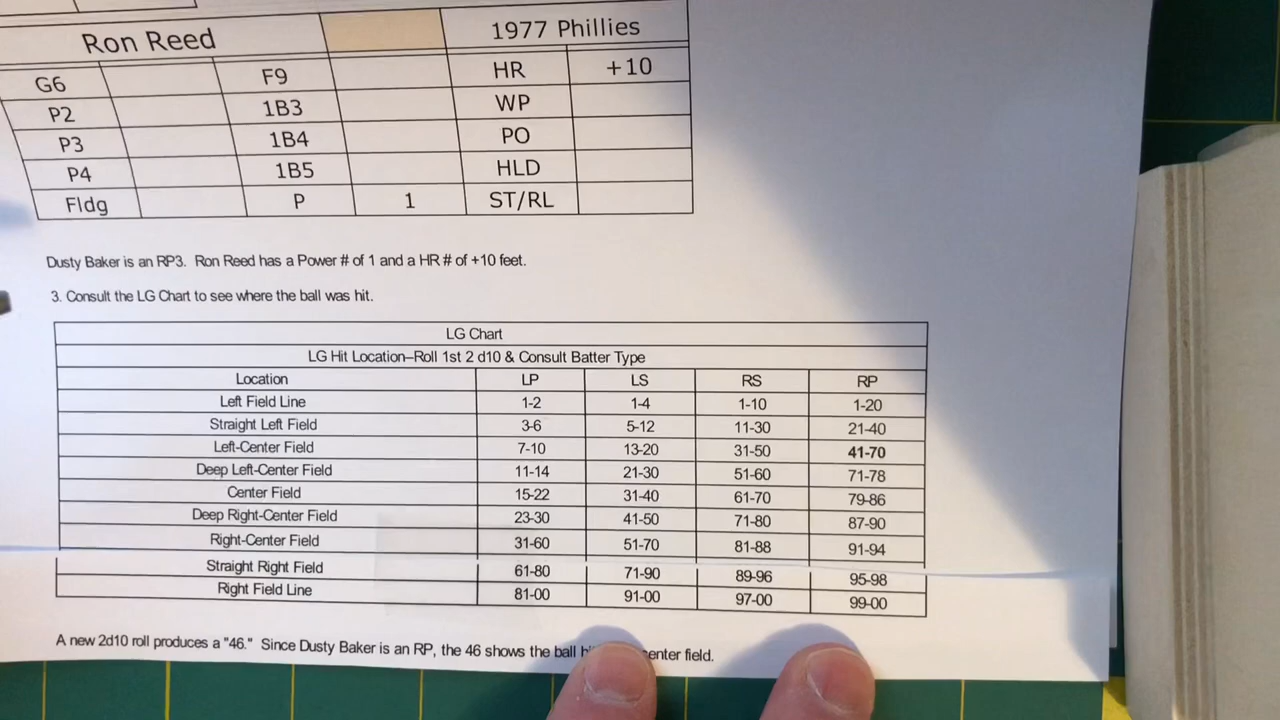 Ron Reed 1977 Phillies
G6 F9 HR +10
P2 1B3 WP
P3 1B4 PO
P4 1B5 HLD
Fldg P 1 ST/RL
Dusty Baker is an RP3. Ron Reed has a Power # of 1 and a HR # of +10 feet.
3. Consult the LG Chart to see where the ball was hit.
LG Chart
LG Hit Location–Roll 1st 2 d10 & Consult Batter Type
Location LP LS RS RP
Left Field Line 1-2 1-4 1-10 1-20
Straight Left Field 3-6 5-12 11-30 21-40
Left-Center Field 7-10 13-20 31-50 41-70
Deep Left-Center Field 11-14 21-30 51-60 71-78
Center Field 15-22 31-40 61-70 79-86
Deep Right-Center Field 23-30 41-50 71-80 87-90
Right-Center Field 31-60 51-70 81-88 91-94
Straight Right Field 61-80 71-90 89-96 95-98
Right Field Line 81-00 91-00 97-00 99-00
A new 2d10 roll produces a "46." Since Dusty Baker is an RP, the 46 shows the ball center field.